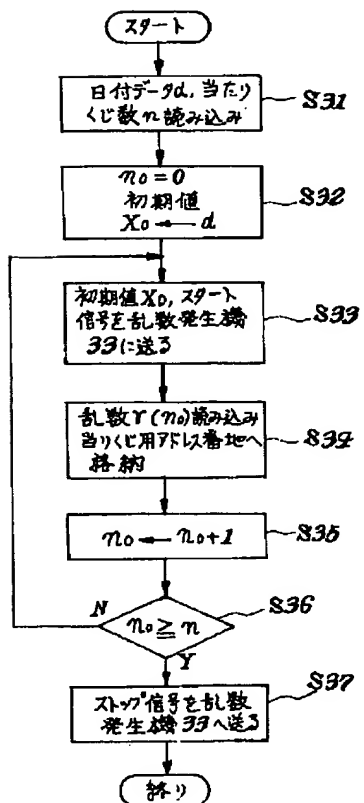 スタート
日付データd, 当たり
くじ数n読み込み
S31
n0=0
初期値
X0 ← d
S32
初期値X0, スタート
信号を乱数発生機
33に送る
S33
乱数r(n0)読み込み
当りくじ用アドレス番地へ
格納
S34
n0 ← n0+1
S35
N
n0≧n
S36
Y
ストップ信号を乱数
発生機33へ送る
S37
終り